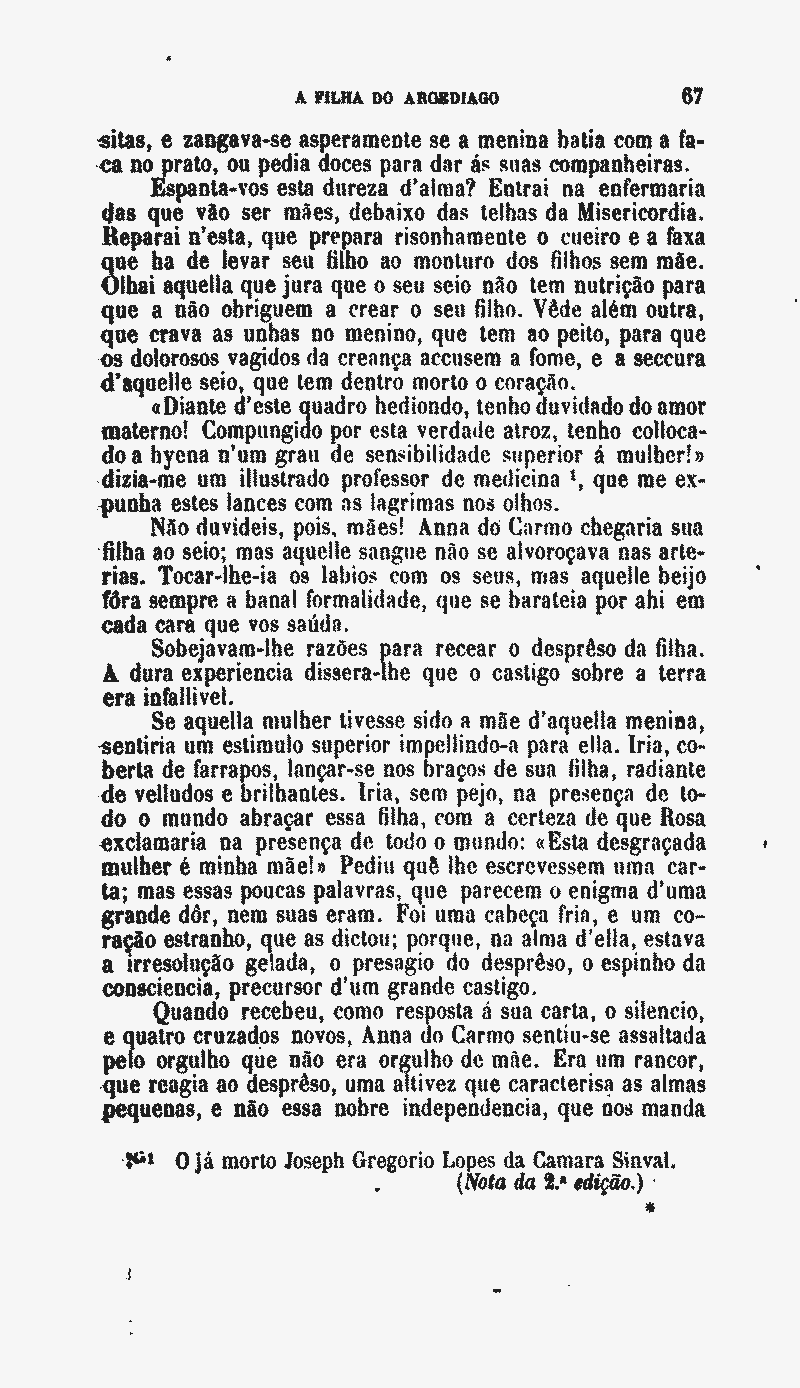 A FILHA DO ARCEDIAGO 67
sitas, e zangava-se asperamente se a menina batia com a fa-
ca no prato, ou pedia doces para dar ás suas companheiras.
Espanta-vos esta dureza d'alma? Entrai na enfermaria
das que vão ser mães, debaixo das telhas da Misericordia.
Reparai n'esta, que prepara risonhamente o cueiro e a faxa
que ha de levar seu filho ao monturo dos filhos sem mãe.
Olhai aquella que jura que o seu seio não tem nutrição para
que a não obriguem a crear o seu filho. Vêde além outra,
que crava as unhas no menino, que tem ao peito, para que
os dolorosos vagidos da creança accusem a fome, e a seccura
d'aquelle seio, que tem dentro morto o coração.
«Diante d'este quadro hediondo, tenho duvidado do amor
materno! Compungido por esta verdade atroz, tenho colloca-
do a hyena n'um grau de sensibilidade superior á mulher!»
dizia-me um illustrado professor de medicina ¹, que me ex-
punha estes lances com as lagrimas nos olhos.
Não duvideis, pois, mães! Anna do Carmo chegaria sua
filha ao seio; mas aquelle sangue não se alvoroçava nas arte-
rias. Tocar-lhe-ia os labios com os seus, mas aquelle beijo
fôra sempre a banal formalidade, que se barateia por ahi em
cada cara que vos saúda.
Sobejavam-lhe razões para recear o desprêso da filha.
A dura experiencia dissera-lhe que o castigo sobre a terra
era infallivel.
Se aquella mulher tivesse sido a mãe d'aquella menina,
sentiria um estimulo superior impellindo-a para ella. Iria, co-
berta de farrapos, lançar-se nos braços de sua filha, radiante
de velludos e brilhantes. Iria, sem pejo, na presença de to-
do o mundo abraçar essa filha, com a certeza de que Rosa
exclamaria na presença de todo o mundo: «Esta desgraçada
mulher é minha mãe!» Pediu quê lhe escrevessem uma car-
ta; mas essas poucas palavras, que parecem o enigma d'uma
grande dôr, nem suas eram. Foi uma cabeça fria, e um co-
ração estranho, que as dictou; porque, na alma d'ella, estava
a irresolução gelada, o presagio do desprêso, o espinho da
consciencia, precursor d'um grande castigo.
Quando recebeu, como resposta á sua carta, o silencio,
e quatro cruzados novos, Anna do Carmo sentiu-se assaltada
pelo orgulho que não era orgulho de mãe. Era um rancor,
que reagia ao desprêso, uma altivez que caracterisa as almas
pequenas, e não essa nobre independencia, que nos manda
¹ O já morto Joseph Gregorio Lopes da Camara Sinval.
(Nota da 2.ª edição.)
*